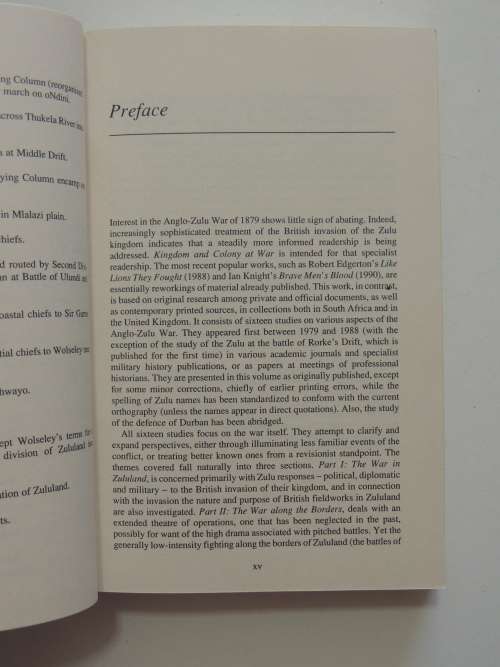 ng Column (reorganized
march on oNdini.
across Thukela River
at Middle Drift.
ying Column encamp
in Mlalazi plain.
chiefs.
d routed by Second Div
n at Battle of Ulundi
oastal chiefs to Sir Garn
tial chiefs to Wolseley
hwayo.
ept Wolseley's terms for
division of Zululand
ation of Zululand.
ts.
Preface
Interest in the Anglo-Zulu War of 1879 shows little sign of abating. Indeed,
increasingly sophisticated treatment of the British invasion of the Zulu
kingdom indicates that a steadily more informed readership is being
addressed. Kingdom and Colony at War is intended for that specialist
readership. The most recent popular works, such as Robert Edgerton's Like
Lions They Fought (1988) and Ian Knight's Brave Men's Blood (1990), are
essentially reworkings of material already published. This work, in contrast,
is based on original research among private and official documents, as well
as contemporary printed sources, in collections both in South Africa and in
the United Kingdom. It consists of sixteen studies on various aspects of the
Anglo-Zulu War. They appeared first between 1979 and 1988 (with the
exception of the study of the Zulu at the battle of Rorke's Drift, which is
published for the first time) in various academic journals and specialist
military history publications, or as papers at meetings of professional
historians. They are presented in this volume as originally published, except
for some minor corrections, chiefly of earlier printing errors, while the
spelling of Zulu names has been standardized to conform with the current
orthography (unless the names appear in direct quotations). Also, the study
of the defence of Durban has been abridged.
All sixteen studies focus on the war itself. They attempt to clarify and
expand perspectives, either through illuminating less familiar events of the
conflict, or treating better known ones from a revisionist standpoint. The
themes covered fall naturally into three sections. Part I: The War in
Zululand, is concerned primarily with Zulu responses – political, diplomatic
and military – to the British invasion of their kingdom, and in connection
with the invasion the nature and purpose of British fieldworks in Zululand
are also investigated. Part II: The War along the Borders, deals with an
extended theatre of operations, one that has been neglected in the past,
possibly for want of the high drama associated with pitched battles. Yet the
generally low-intensity fighting along the borders of Zululand (the battles of
xv